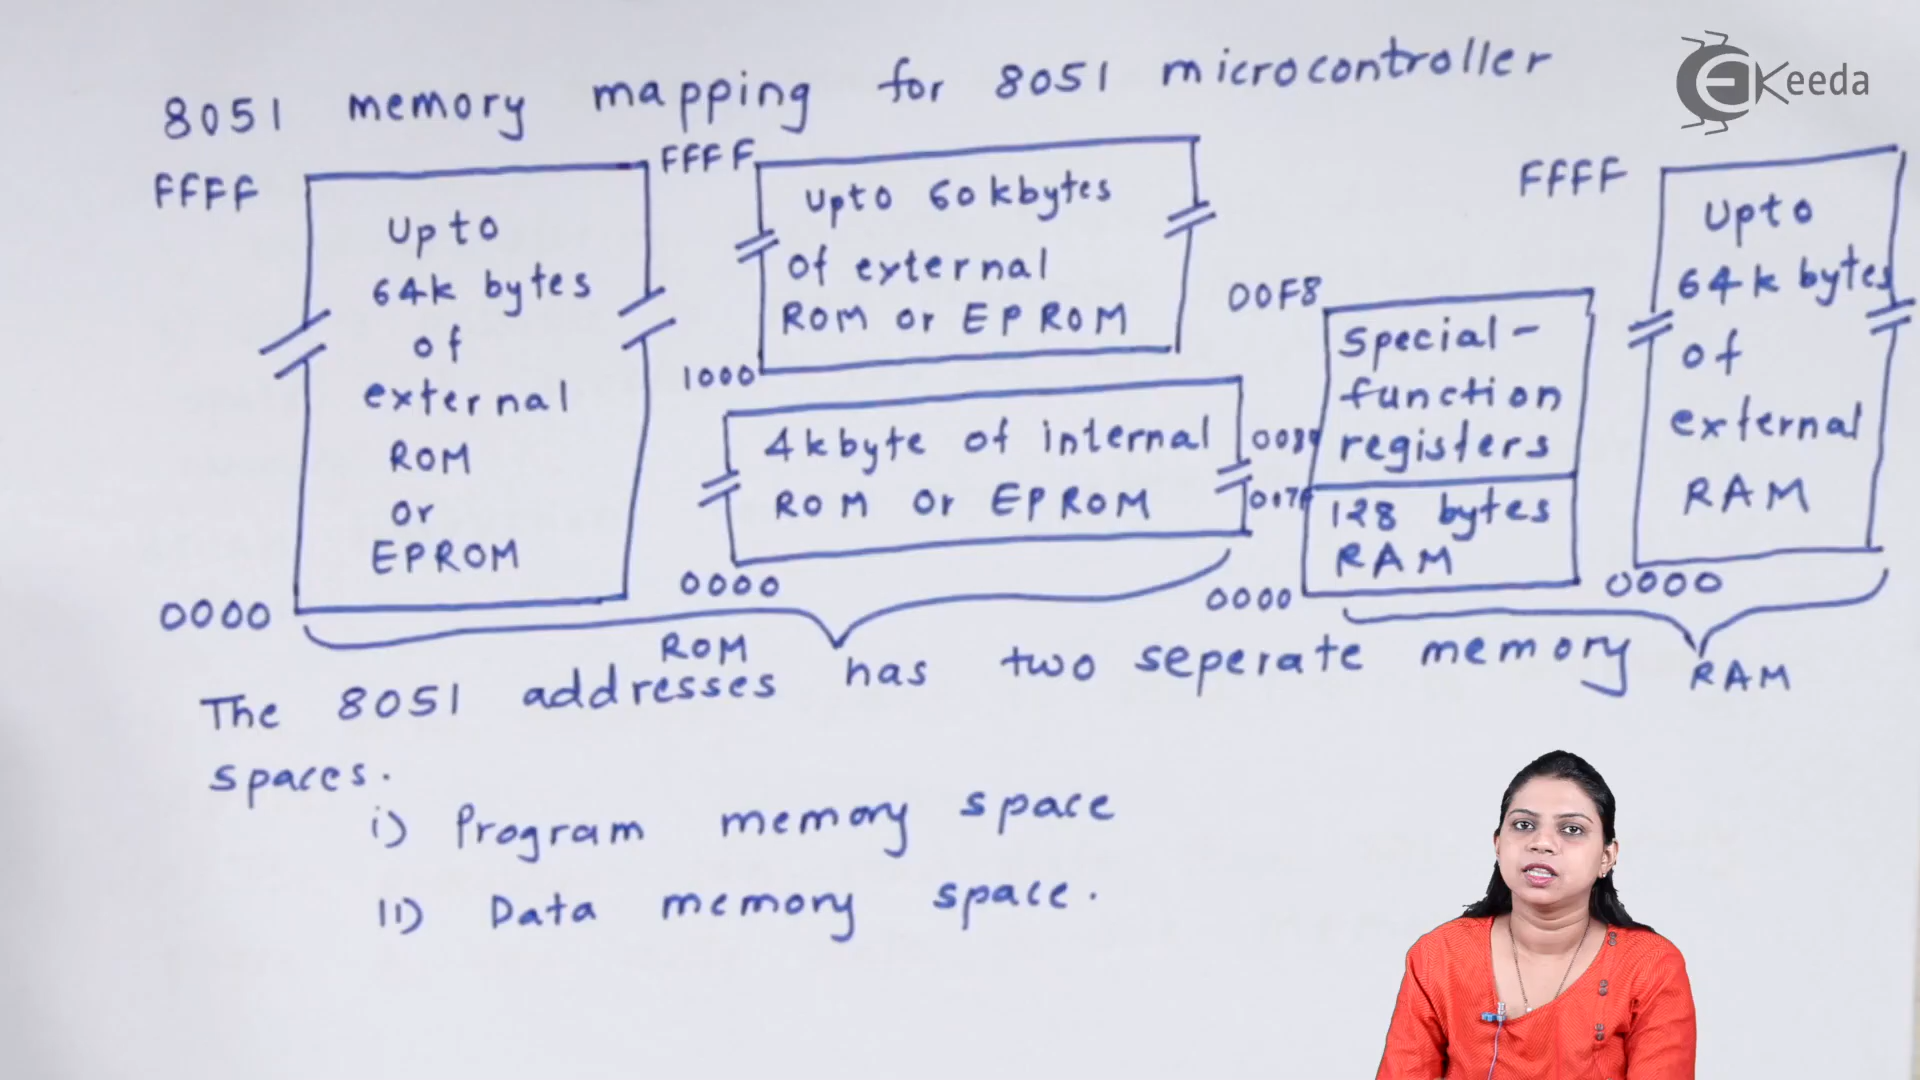 8051 memory mapping for 8051 microcontroller
EKeeda
FFFF
Upto
64k bytes
of
external
ROM
or
EPROM
0000
FFFF
Upto 60kbytes
of external
ROM or EPROM
1000
4kbyte of internal
ROM or EPROM
0000
ROM
00F8
Special-
function
registers
007F
128 bytes
RAM
0000
FFFF
Upto
64k bytes
of
external
RAM
0000
RAM
The 8051 addresses has two seperate memory
spaces.
i) Program memory space
ii) Data memory space.